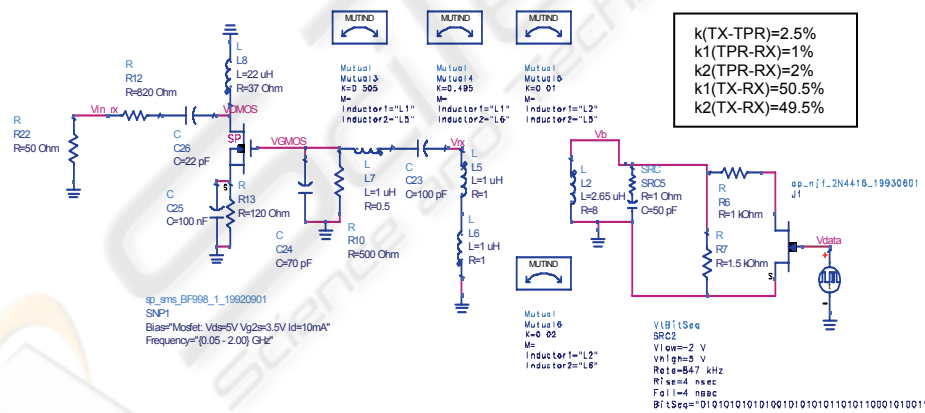 MUTIND
MUTIND
MUTIND
k(TX-TPR)=2.5%
k1(TPR-RX)=1%
k2(TPR-RX)=2%
k1(TX-RX)=50.5%
k2(TX-RX)=49.5%
L
L8
L=22 uH
R=37 Ohm
Mutual
Mutual3
K=0.505
M=
Inductor1="L1"
Inductor2="L5"
Mutual
Mutual4
K=0.495
M=
Inductor1="L1"
Inductor2="L6"
Mutual
K=0.01
M=
Inductor1="L2"
Inductor2="L5"
R
R12
R=820 Ohm
Vin_rx
C
C26
C=22 pF
VDMOS
R
R22
R=50 Ohm
SP
VGMOS
L
L7
L=1 uH
R=0.5
C
C23
C=100 pF
Vrx
L
L5
L=1 uH
R=1
L
L6
L=1 uH
R=1
C
C25
C=100 nF
s
R
R13
R=120 Ohm
C
C24
C=70 pF
R
R10
R=500 Ohm
Vb
L
L2
L=2.65 uH
R=8
SRC
SRC5
R=1 Ohm
C=50 pF
R
R6
R=1 kOhm
R
R7
R=1.5 kOhm
sp_njf_2N4416_19930601
J1
s
Vdata
sp_sms_BF998_1_19920901
SNP1
Bias="Mosfet: Vds=5V Vg2s=3.5V Id=10mA"
Frequency="{0.05 - 2.00} GHz"
MUTIND
Mutual
Mutual6
K=0.02
M=
Inductor1="L2"
Inductor2="L6"
VtBitSeq
SRC2
Vlow=-2 V
Vhigh=5 V
Rate=847 kHz
Rise=4 nsec
Fall=4 nsec